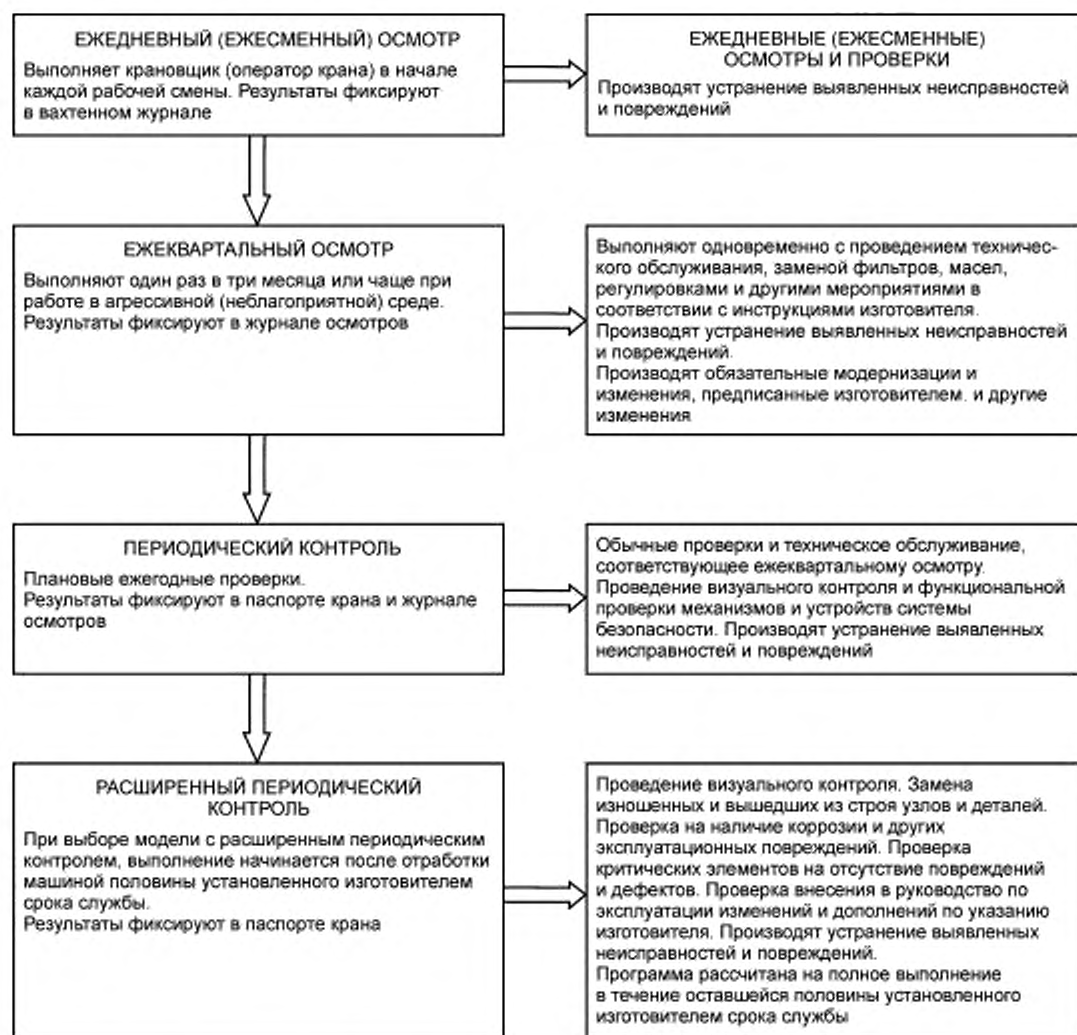 ЕЖЕДНЕВНЫЙ (ЕЖЕСМЕННЫЙ) ОСМОТР
Выполняет крановщик (оператор крана) в начале
каждой рабочей смены. Результаты фиксируют
в вахтенном журнале
ЕЖЕДНЕВНЫЕ (ЕЖЕСМЕННЫЕ)
ОСМОТРЫ И ПРОВЕРКИ
Производят устранение выявленных неисправностей
и повреждений
ЕЖЕКВАРТАЛЬНЫЙ ОСМОТР
Выполняют один раз в три месяца или чаще при
работе в агрессивной (неблагоприятной) среде.
Результаты фиксируют в журнале осмотров
Выполняют одновременно с проведением техничес-
кого обслуживания, заменой фильтров, масел,
регулировками и другими мероприятиями в
соответствии с инструкциями изготовителя.
Производят устранение выявленных неисправностей
и повреждений.
Производят обязательные модернизации и
изменения, предписанные изготовителем. и другие
изменения
ПЕРИОДИЧЕСКИЙ КОНТРОЛЬ
Плановые ежегодные проверки.
Результаты фиксируют в паспорте крана и журнале
осмотров
Обычные проверки и техническое обслуживание,
соответствующее ежеквартальному осмотру.
Проведение визуального контроля и функциональной
проверки механизмов и устройств системы
безопасности. Производят устранение выявленных
неисправностей и повреждений
РАСШИРЕННЫЙ ПЕРИОДИЧЕСКИЙ
КОНТРОЛЬ
При выборе модели с расширенным периодическим
контролем, выполнение начинается после отработки
машиной половины установленного изготовителем
срока службы.
Результаты фиксируют в паспорте крана
Проведение визуального контроля. Замена
изношенных и вышедших из строя узлов и деталей.
Проверка на наличие коррозии и других
эксплуатационных повреждений. Проверка
критических элементов на отсутствие повреждений
и дефектов. Проверка внесения в руководство по
эксплуатации изменений и дополнений по указанию
изготовителя. Производят устранение выявленных
неисправностей и повреждений.
Программа рассчитана на полное выполнение
в течение оставшейся половины установленного
изготовителем срока службы